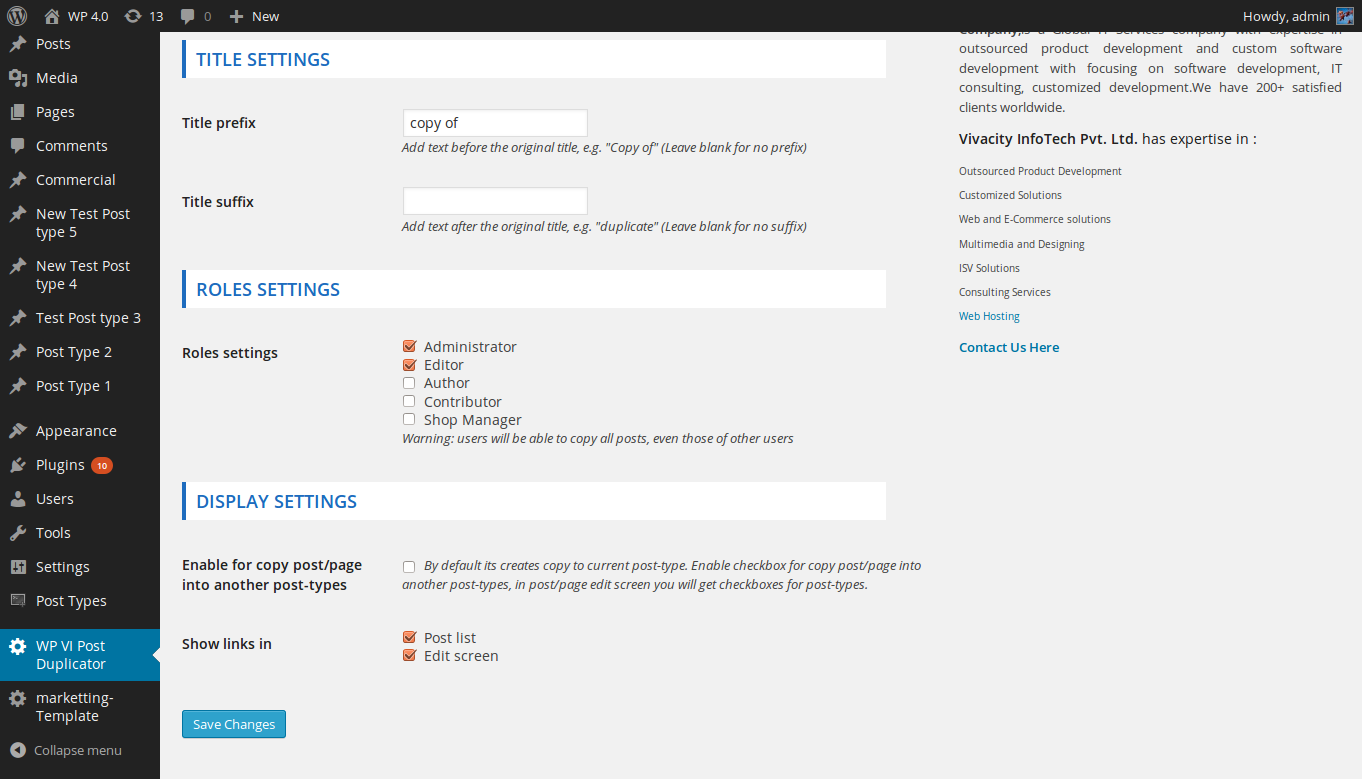 WP 4.0 13 0 New Howdy, admin
Posts
Media
Pages
Comments
Commercial
New Test Post
type 5
New Test Post
type 4
Test Post type 3
Post Type 2
Post Type 1
Appearance
Plugins 10
Users
Tools
Settings
Post Types
WP VI Post
Duplicator
marketting-
Template
Collapse menu
TITLE SETTINGS
Title prefix copy of
Add text before the original title, e.g. "Copy of" (Leave blank for no prefix)
Title suffix
Add text after the original title, e.g. "duplicate" (Leave blank for no suffix)
ROLES SETTINGS
Roles settings
Administrator
Editor
Author
Contributor
Shop Manager
Warning: users will be able to copy all posts, even those of other users
DISPLAY SETTINGS
Enable for copy post/page
into another post-types
By default its creates copy to current post-type. Enable checkbox for copy post/page into
another post-types, in post/page edit screen you will get checkboxes for post-types.
Show links in
Post list
Edit screen
Save Changes
Company,is a Global IT Services company with expertise in
outsourced product development and custom software
development with focusing on software development, IT
consulting, customized development.We have 200+ satisfied
clients worldwide.
Vivacity InfoTech Pvt. Ltd. has expertise in :
Outsourced Product Development
Customized Solutions
Web and E-Commerce solutions
Multimedia and Designing
ISV Solutions
Consulting Services
Web Hosting
Contact Us Here